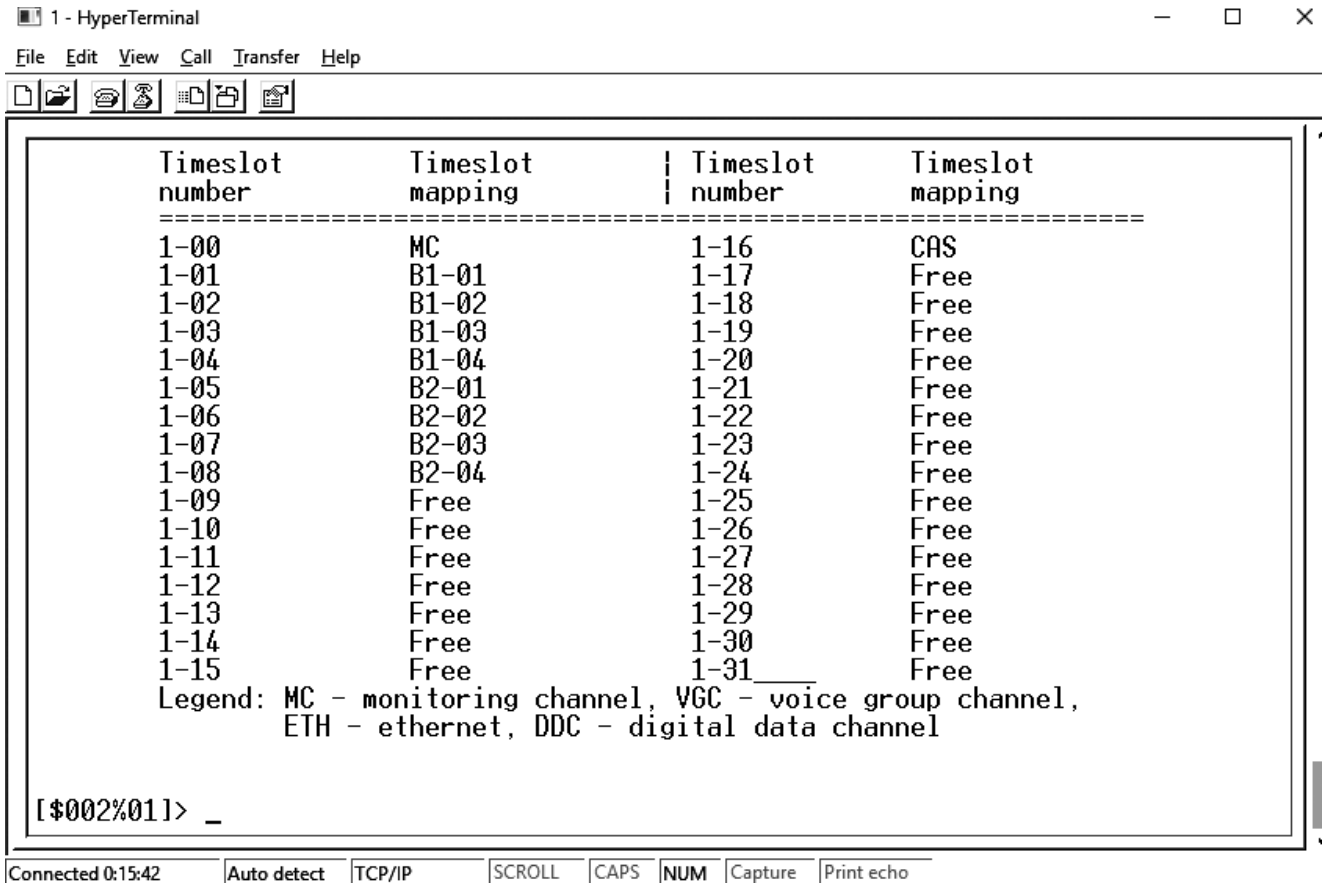 1 - HyperTerminal
File Edit View Call Transfer Help
Timeslot Timeslot ¦ Timeslot Timeslot
number mapping ¦ number mapping
===============================================================
1-00 MC 1-16 CAS
1-01 B1-01 1-17 Free
1-02 B1-02 1-18 Free
1-03 B1-03 1-19 Free
1-04 B1-04 1-20 Free
1-05 B2-01 1-21 Free
1-06 B2-02 1-22 Free
1-07 B2-03 1-23 Free
1-08 B2-04 1-24 Free
1-09 Free 1-25 Free
1-10 Free 1-26 Free
1-11 Free 1-27 Free
1-12 Free 1-28 Free
1-13 Free 1-29 Free
1-14 Free 1-30 Free
1-15 Free 1-31____ Free
Legend: MC - monitoring channel, VGC - voice group channel,
ETH - ethernet, DDC - digital data channel
[$002%01]> _
Connected 0:15:42 Auto detect TCP/IP SCROLL CAPS NUM Capture Print echo